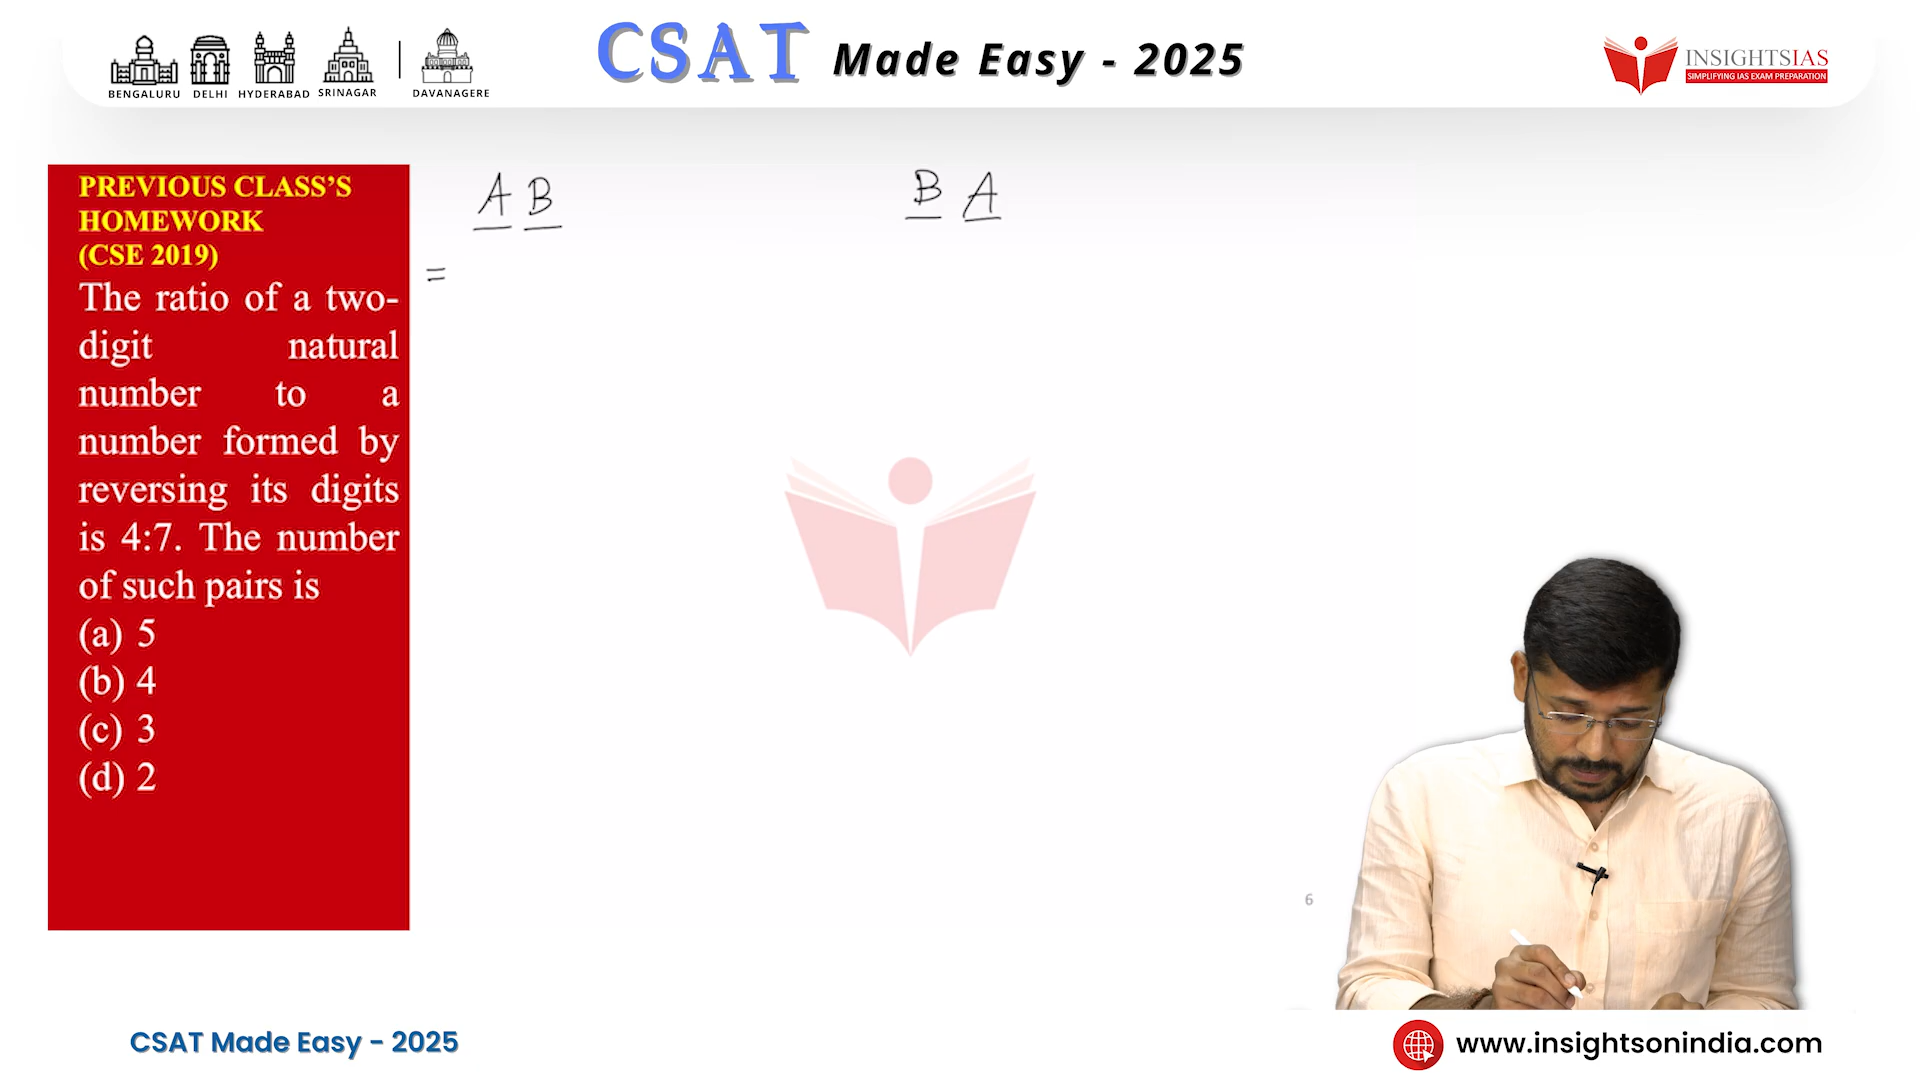 BENGALURU DELHI HYDERABAD SRINAGAR DAVANAGERE
CSAT Made Easy - 2025
INSIGHTSIAS
SIMPLIFYING IAS EXAM PREPARATION
PREVIOUS CLASS’S
HOMEWORK
(CSE 2019)
The ratio of a two-
digit natural
number to a
number formed by
reversing its digits
is 4:7. The number
of such pairs is
(a) 5
(b) 4
(c) 3
(d) 2
A B
B A
=
6
CSAT Made Easy - 2025
www.insightsonindia.com